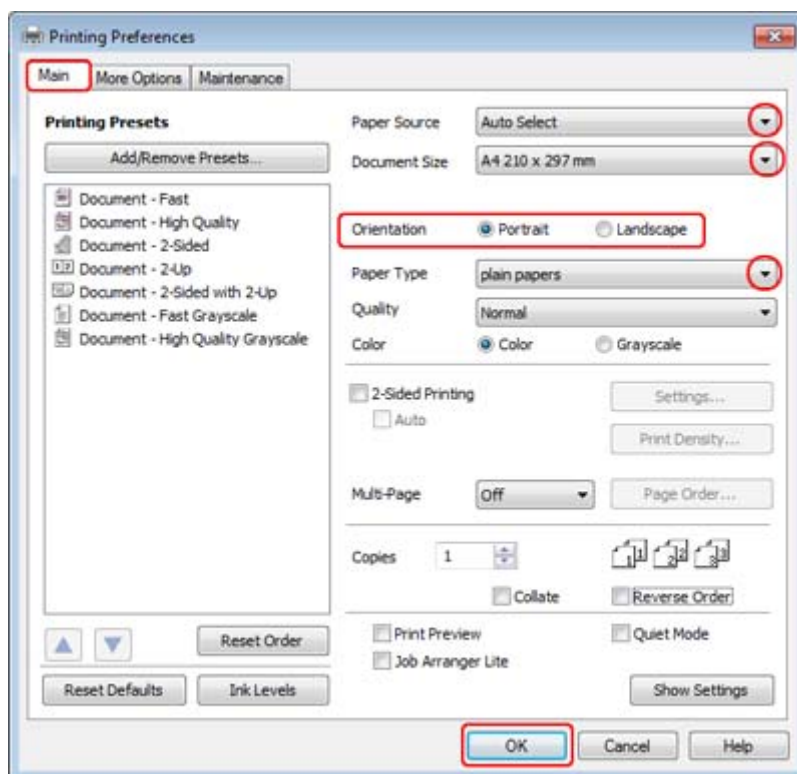 Printing Preferences
Main More Options Maintenance
Printing Presets
Add/Remove Presets...
Document - Fast
Document - High Quality
Document - 2-Sided
Document - 2-Up
Document - 2-Sided with 2-Up
Document - Fast Grayscale
Document - High Quality Grayscale
Reset Order
Reset Defaults Ink Levels
Paper Source Auto Select
Document Size A4 210 x 297 mm
Orientation Portrait Landscape
Paper Type plain papers
Quality Normal
Color Color Grayscale
2-Sided Printing Settings...
Auto
Print Density...
Multi-Page Off Page Order...
Copies 1
Collate Reverse Order
Print Preview Quiet Mode
Job Arranger Lite
Show Settings
OK Cancel Help